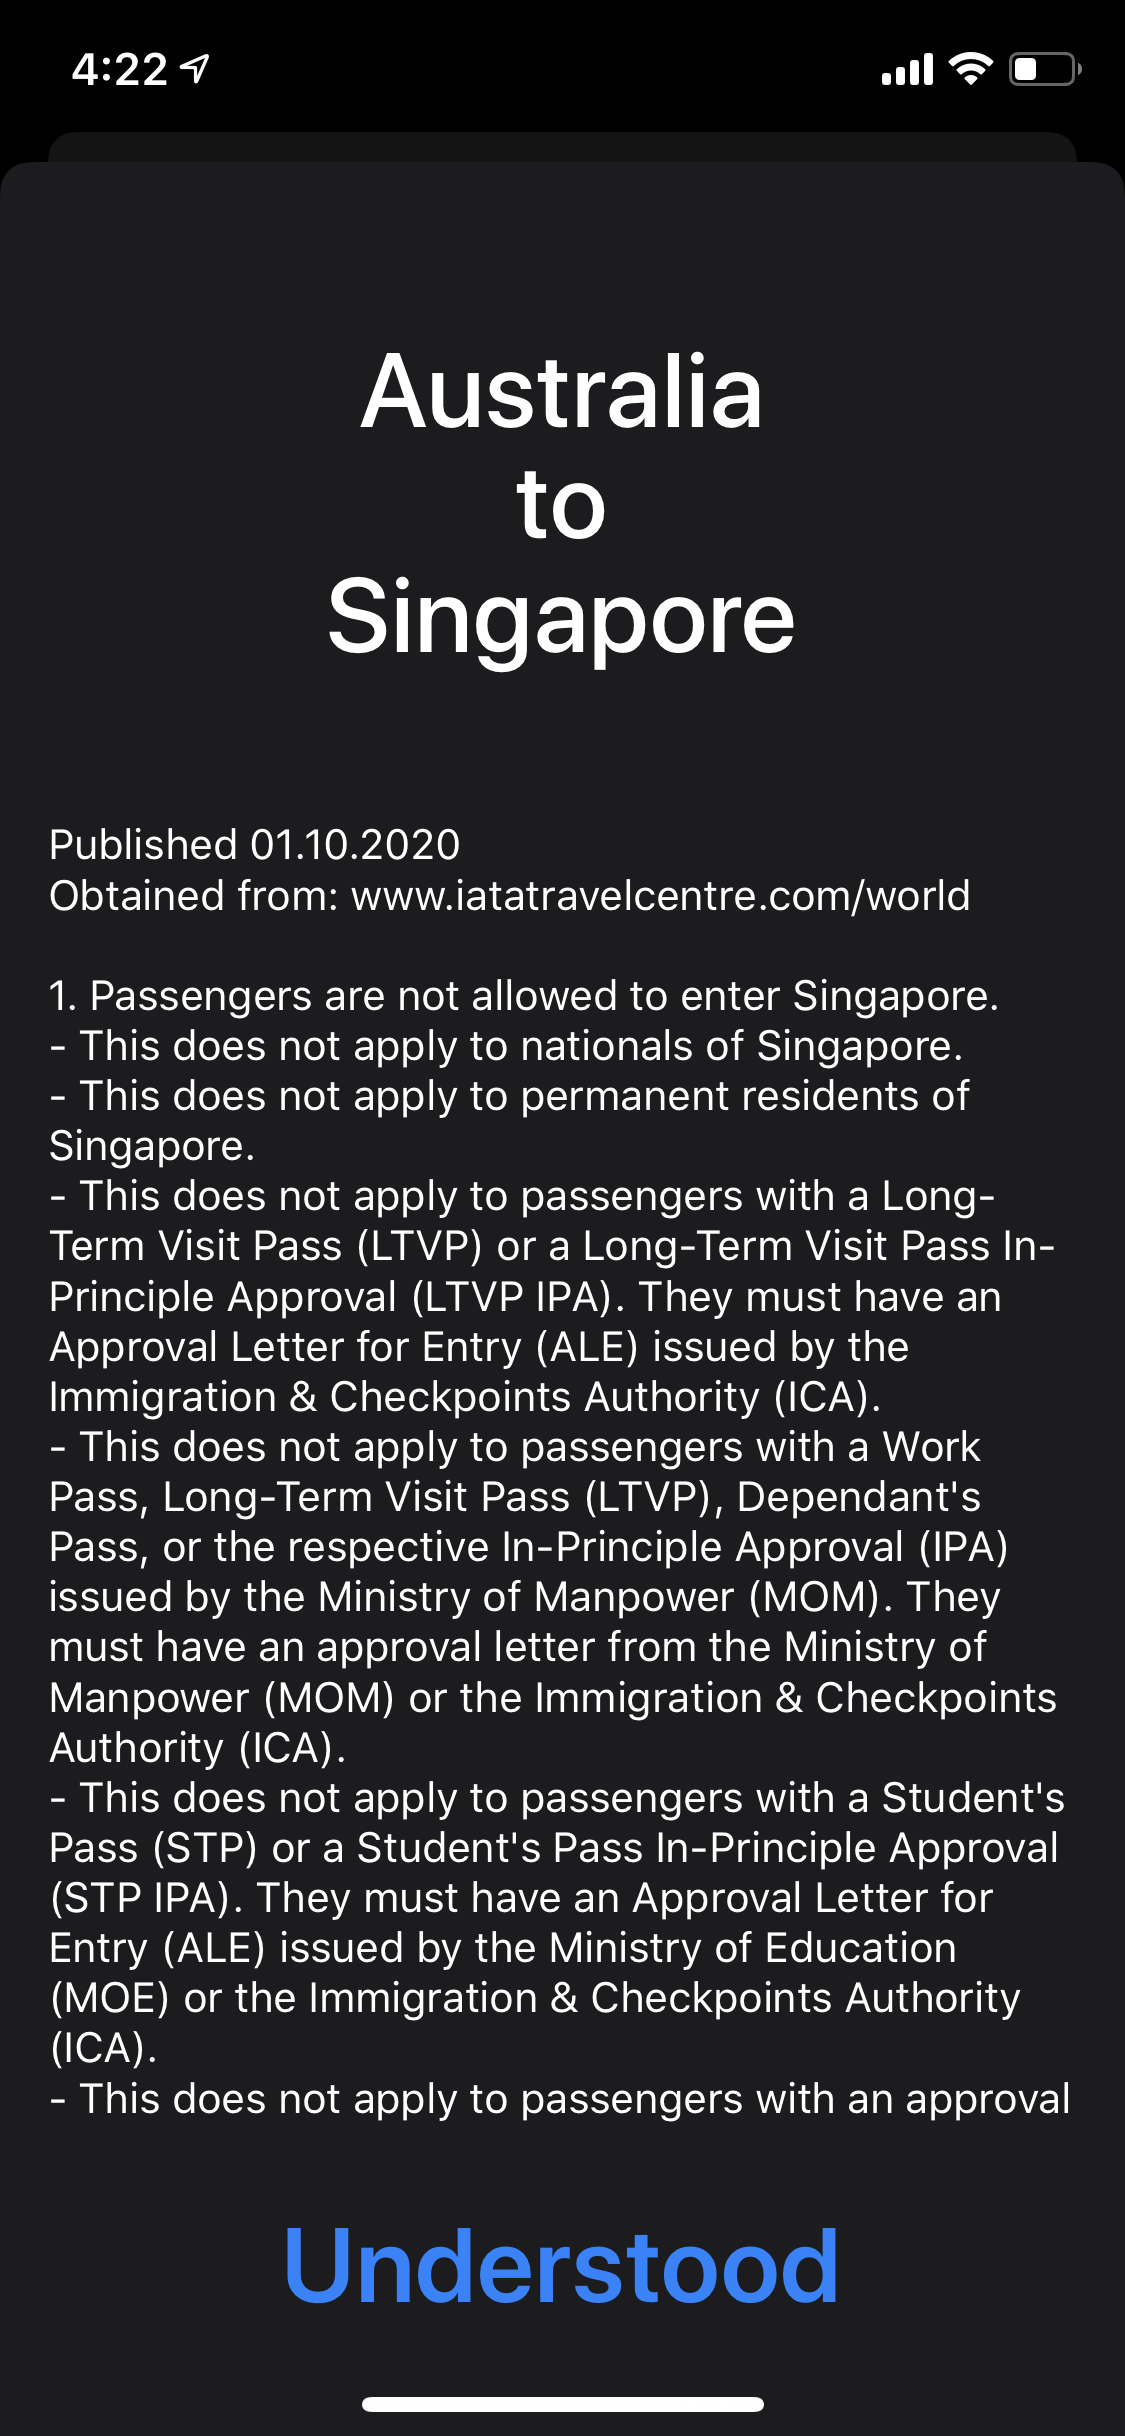 4:22
Australia
to
Singapore
Published 01.10.2020
Obtained from: www.iatatravelcentre.com/world
1. Passengers are not allowed to enter Singapore.
- This does not apply to nationals of Singapore.
- This does not apply to permanent residents of
Singapore.
- This does not apply to passengers with a Long-
Term Visit Pass (LTVP) or a Long-Term Visit Pass In-
Principle Approval (LTVP IPA). They must have an
Approval Letter for Entry (ALE) issued by the
Immigration & Checkpoints Authority (ICA).
- This does not apply to passengers with a Work
Pass, Long-Term Visit Pass (LTVP), Dependant's
Pass, or the respective In-Principle Approval (IPA)
issued by the Ministry of Manpower (MOM). They
must have an approval letter from the Ministry of
Manpower (MOM) or the Immigration & Checkpoints
Authority (ICA).
- This does not apply to passengers with a Student's
Pass (STP) or a Student's Pass In-Principle Approval
(STP IPA). They must have an Approval Letter for
Entry (ALE) issued by the Ministry of Education
(MOE) or the Immigration & Checkpoints Authority
(ICA).
- This does not apply to passengers with an approval
Understood